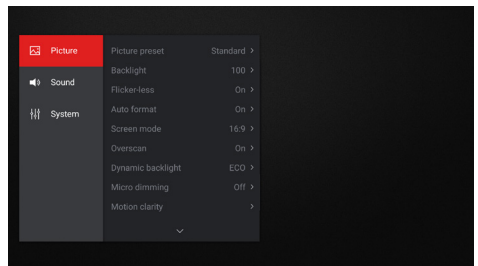 Picture
Sound
System
Picture preset Standard >
Backlight 100 >
Flicker-less On >
Auto format On >
Screen mode 16:9 >
Overscan On >
Dynamic backlight ECO >
Micro dimming Off >
Motion clarity >